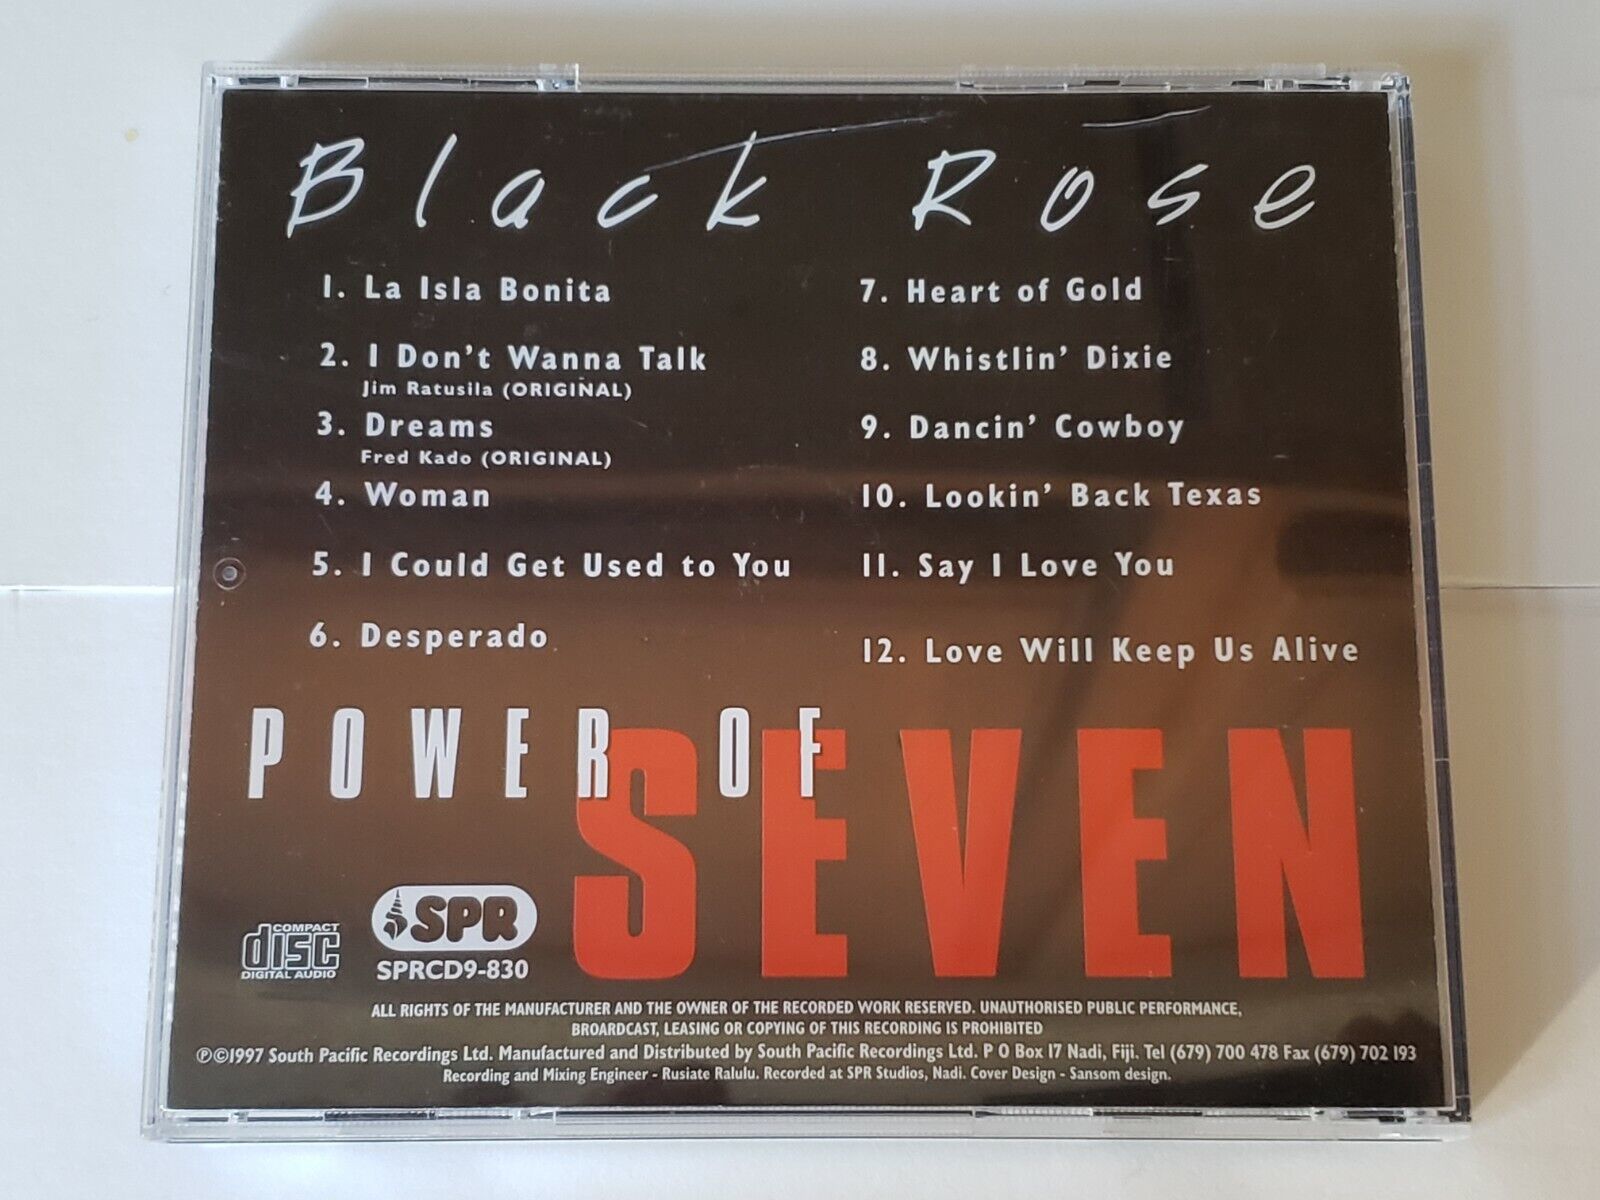 Black Rose
1. La Isla Bonita
2. I Don't Wanna Talk
Jim Ratusila (ORIGINAL)
3. Dreams
Fred Kado (ORIGINAL)
4. Woman
5. I Could Get Used to You
6. Desperado
7. Heart of Gold
8. Whistlin' Dixie
9. Dancin' Cowboy
10. Lookin' Back Texas
11. Say I Love You
12. Love Will Keep Us Alive
POWER OF
SEVEN
COMPACT
disc
DIGITAL AUDIO
SPR
SPRCD9-830
ALL RIGHTS OF THE MANUFACTURER AND THE OWNER OF THE RECORDED WORK RESERVED. UNAUTHORISED PUBLIC PERFORMANCE,
BROARDCAST, LEASING OR COPYING OF THIS RECORDING IS PROHIBITED
℗©1997 South Pacific Recordings Ltd. Manufactured and Distributed by South Pacific Recordings Ltd. P O Box 17 Nadi, Fiji. Tel (679) 700 478 Fax (679) 702 193
Recording and Mixing Engineer - Rusiate Ralulu. Recorded at SPR Studios, Nadi. Cover Design - Sansom design.